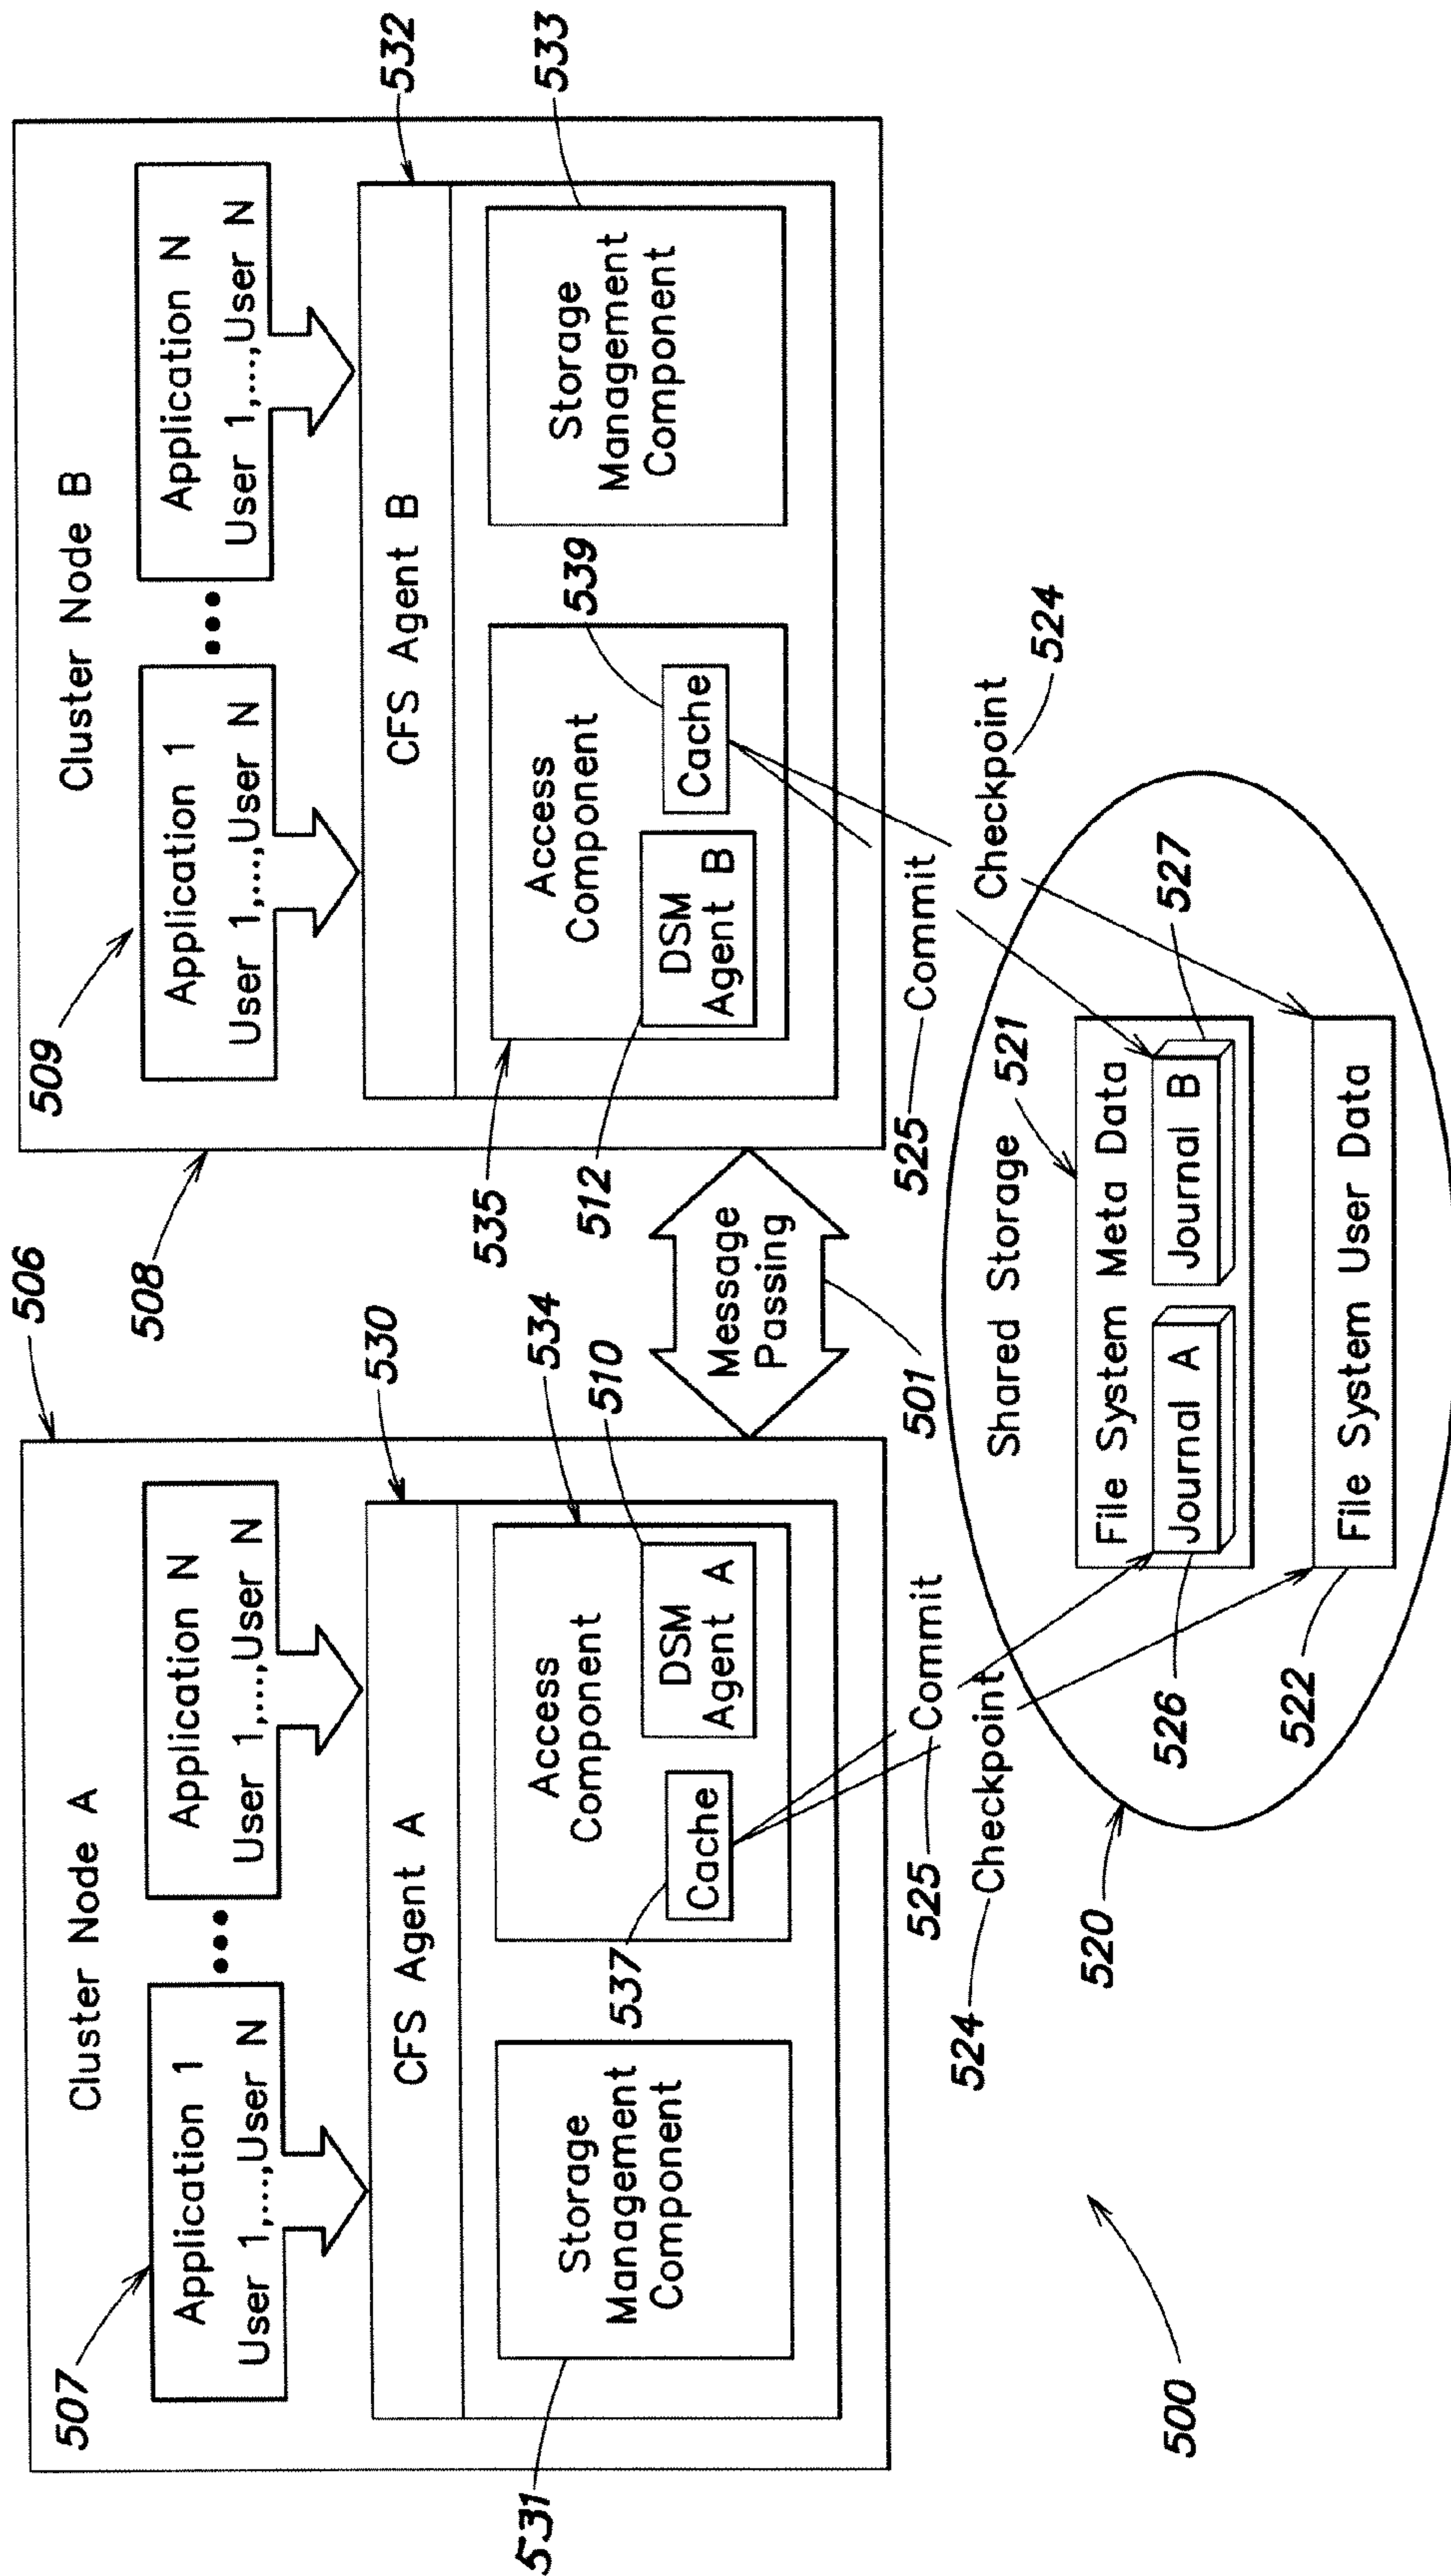 506
Cluster Node A
507
Application 1
User 1,...,User N
•••
Application N
User 1,...,User N
530
CFS Agent A
531
Storage
Management
Component
534
Access
Component
510
DSM
Agent A
537
Cache
508
Cluster Node B
509
Application 1
User 1,...,User N
•••
Application N
User 1,...,User N
532
CFS Agent B
535
Access
Component
512
DSM
Agent B
539
Cache
533
Storage
Management
Component
Message
Passing
501
525
Commit
524
Checkpoint
525
Commit
Checkpoint
524
520
Shared Storage
521
File System Meta Data
Journal A
526
Journal B
527
File System User Data
522
500